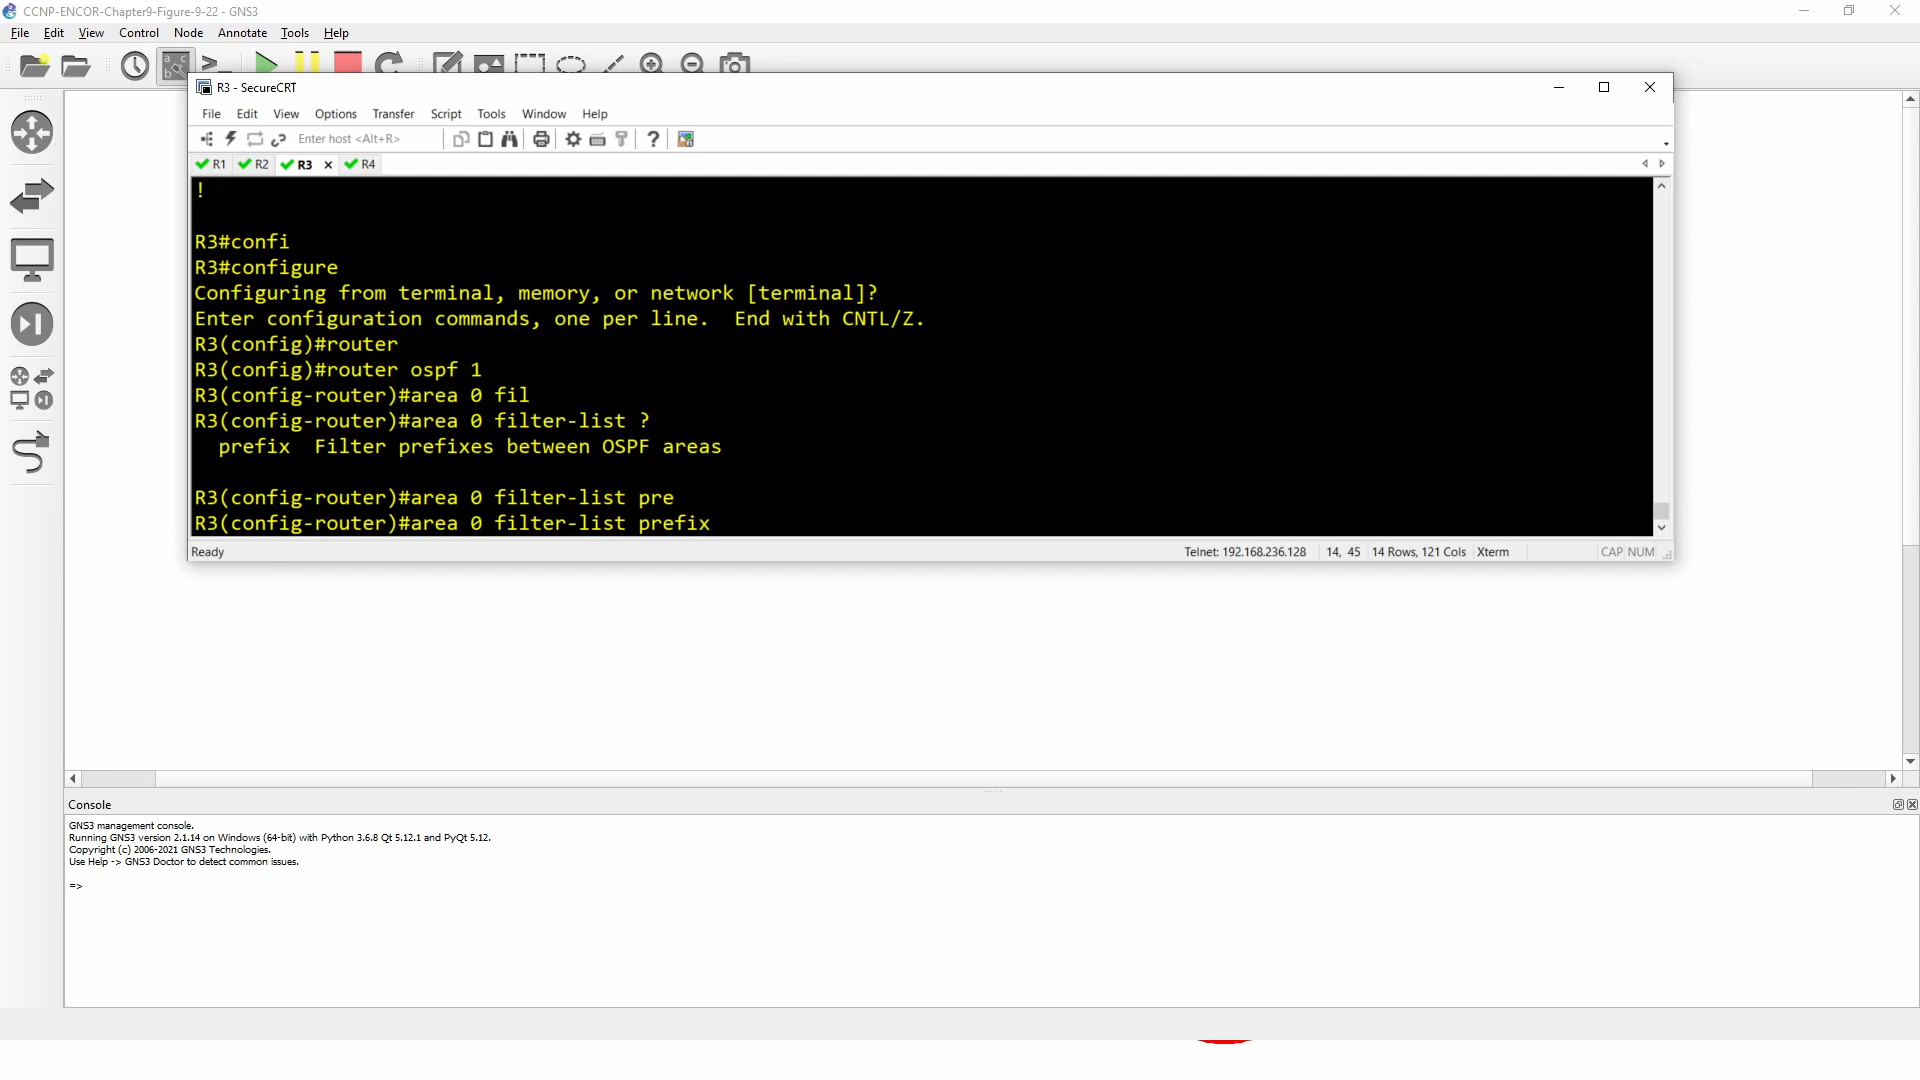 CCNP-ENCOR-Chapter9-Figure-9-22 - GNS3
File Edit View Control Node Annotate Tools Help
R3 - SecureCRT
File Edit View Options Transfer Script Tools Window Help
Enter host <Alt+R>
R1 R2 R3 R4
!
R3#confi
R3#configure
Configuring from terminal, memory, or network [terminal]?
Enter configuration commands, one per line.  End with CNTL/Z.
R3(config)#router
R3(config)#router ospf 1
R3(config-router)#area 0 fil
R3(config-router)#area 0 filter-list ?
  prefix  Filter prefixes between OSPF areas
R3(config-router)#area 0 filter-list pre
R3(config-router)#area 0 filter-list prefix
Ready Telnet: 192.168.236.128 14, 45 14 Rows, 121 Cols Xterm CAP NUM
Console
GNS3 management console.
Running GNS3 version 2.1.14 on Windows (64-bit) with Python 3.6.8 Qt 5.12.1 and PyQt 5.12.
Copyright (c) 2006-2021 GNS3 Technologies.
Use Help -> GNS3 Doctor to detect common issues.
=>